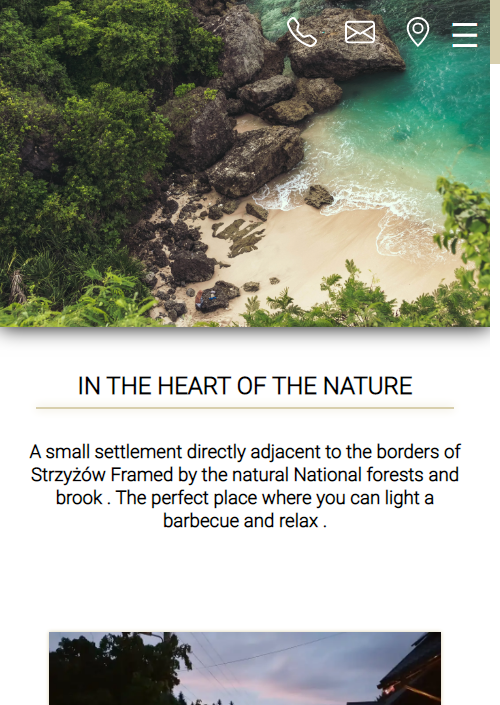 IN THE HEART OF THE NATURE
A small settlement directly adjacent to the borders of
Strzyżów Framed by the natural National forests and
brook . The perfect place where you can light a
barbecue and relax .